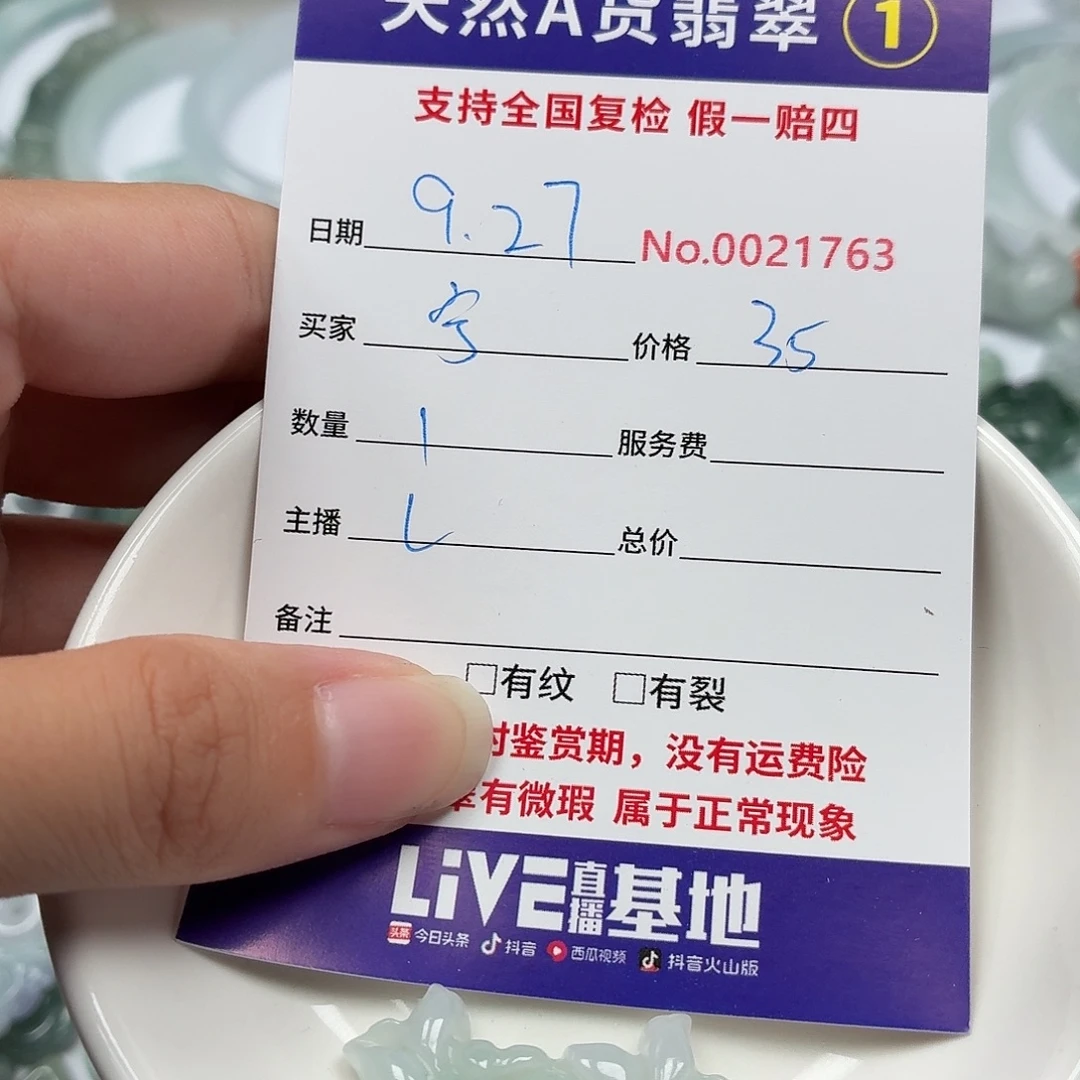 天然A货翡翠 1
支持全国复检 假一赔四
日期 9.27 No.0021763
买家 价格 35
数量 1 服务费
主播 L 总价
备注
有纹 有裂
时鉴赏期，没有运费险
有微瑕 属于正常现象
LiVE直播基地
头条 今日头条 抖音 西瓜视频 抖音火山版